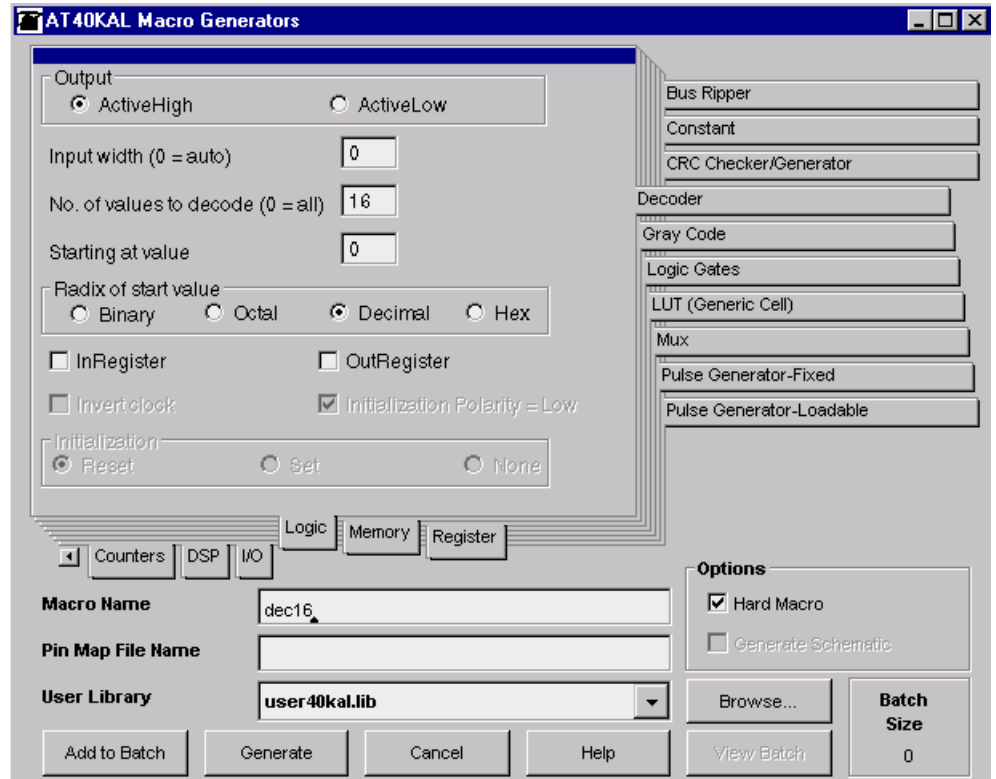 AT40KAL Macro Generators
Output
ActiveHigh ActiveLow
Input width (0 = auto) 0
No. of values to decode (0 = all) 16
Starting at value 0
Radix of start value
Binary Octal Decimal Hex
InRegister OutRegister
Invert clock Initialization Polarity = Low
Initialization
Reset Set None
Bus Ripper
Constant
CRC Checker/Generator
Decoder
Gray Code
Logic Gates
LUT (Generic Cell)
Mux
Pulse Generator-Fixed
Pulse Generator-Loadable
Counters DSP I/O Logic Memory Register
Macro Name dec16
Pin Map File Name
User Library user40kal.lib
Options
Hard Macro
Generate Schematic
Browse...
View Batch
Batch
Size
0
Add to Batch Generate Cancel Help